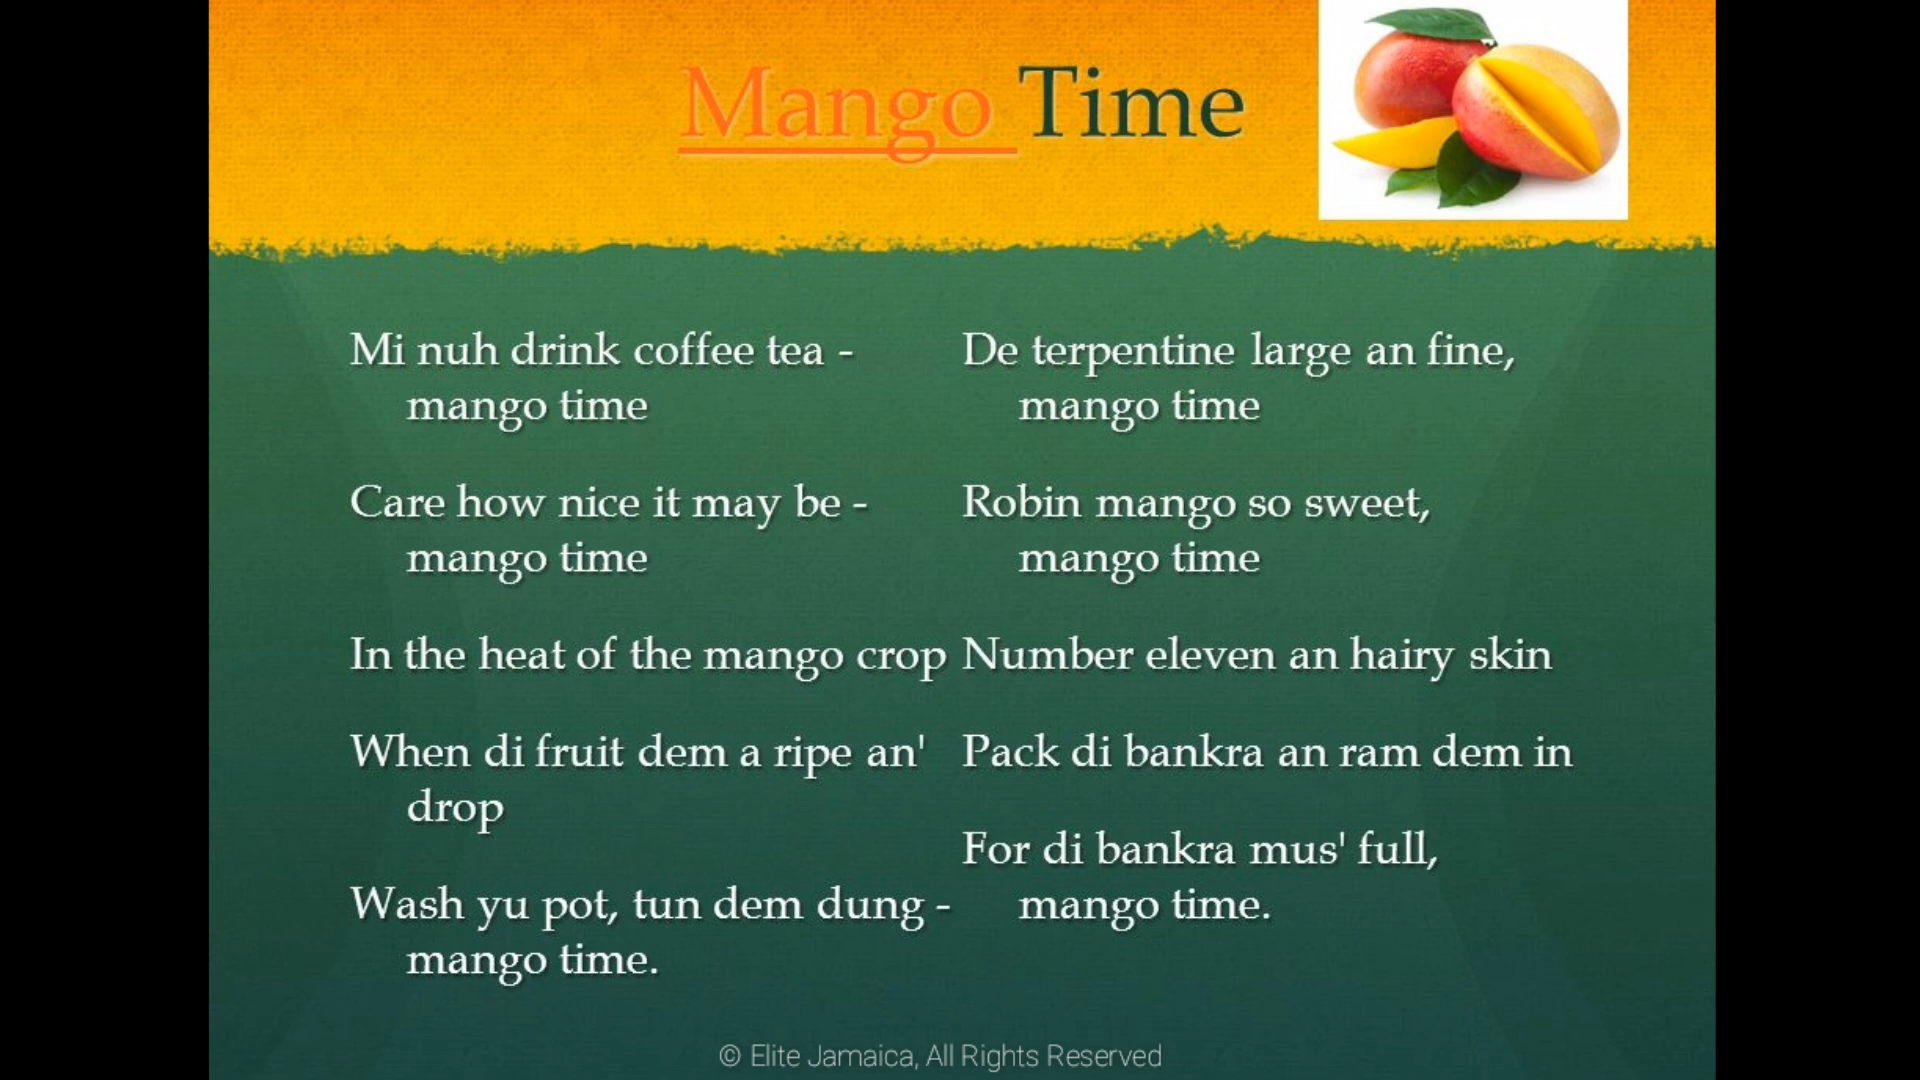 Mango Time
Mi nuh drink coffee tea -
mango time
Care how nice it may be -
mango time
In the heat of the mango crop
When di fruit dem a ripe an'
drop
Wash yu pot, tun dem dung -
mango time.
De terpentine large an fine,
mango time
Robin mango so sweet,
mango time
Number eleven an hairy skin
Pack di bankra an ram dem in
For di bankra mus' full,
mango time.
© Elite Jamaica, All Rights Reserved